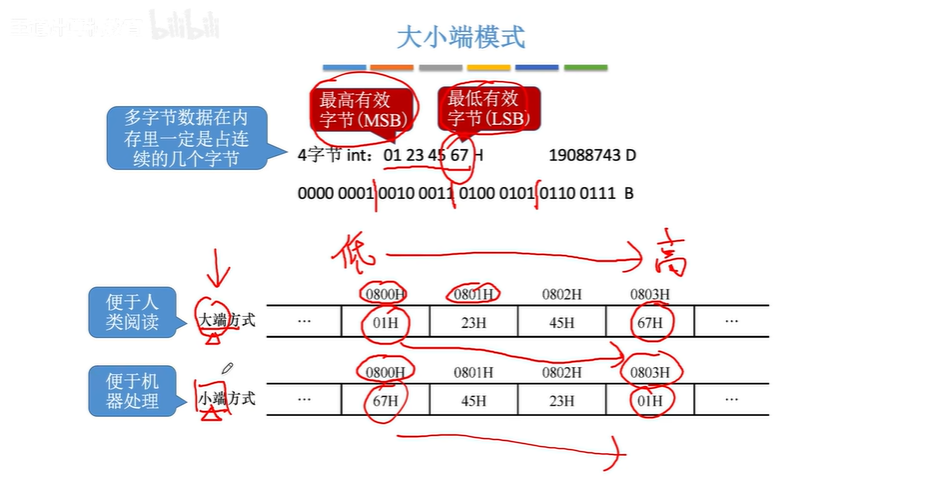 bilibili
大小端模式
最高有效
字节(MSB)
最低有效
字节(LSB)
多字节数据在内
存里一定是占连
续的几个字节
4字节 int：01 23 45 67 H
19088743 D
0000 0001 0010 0011 0100 0101 0110 0111 B
低
高
便于人
类阅读
大端方式
0800H 0801H 0802H 0803H
… 01H 23H 45H 67H …
便于机
器处理
小端方式
0800H 0801H 0802H 0803H
… 67H 45H 23H 01H …